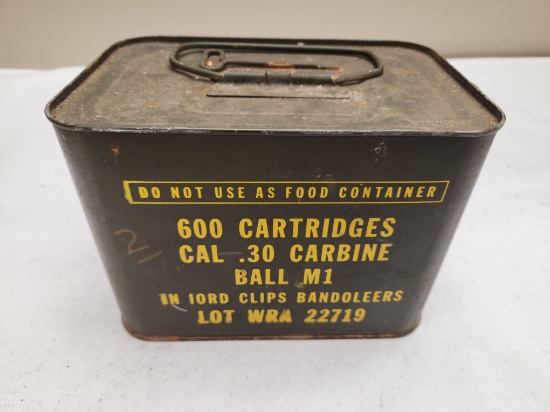 DO NOT USE AS FOOD CONTAINER
600 CARTRIDGES
CAL .30 CARBINE
BALL M1
IN 10RD CLIPS BANDOLEERS
LOT WRA 22719